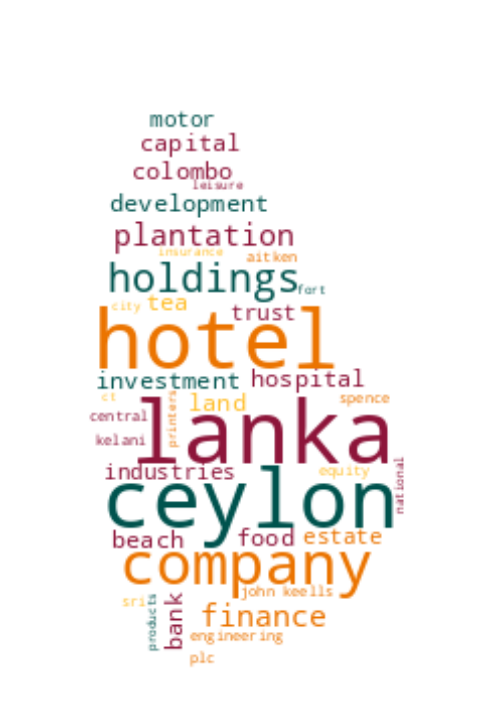 motor
capital
colombo
leisure
development
plantation
insurance
aitken
holdings
fort
city
tea
trust
hotel
investment
hospital
ct
land
spence
printers
central
lanka
kelani
industries
equity
national
ceylon
beach
food
estate
company
john keells
sri
products
bank
finance
engineering
plc